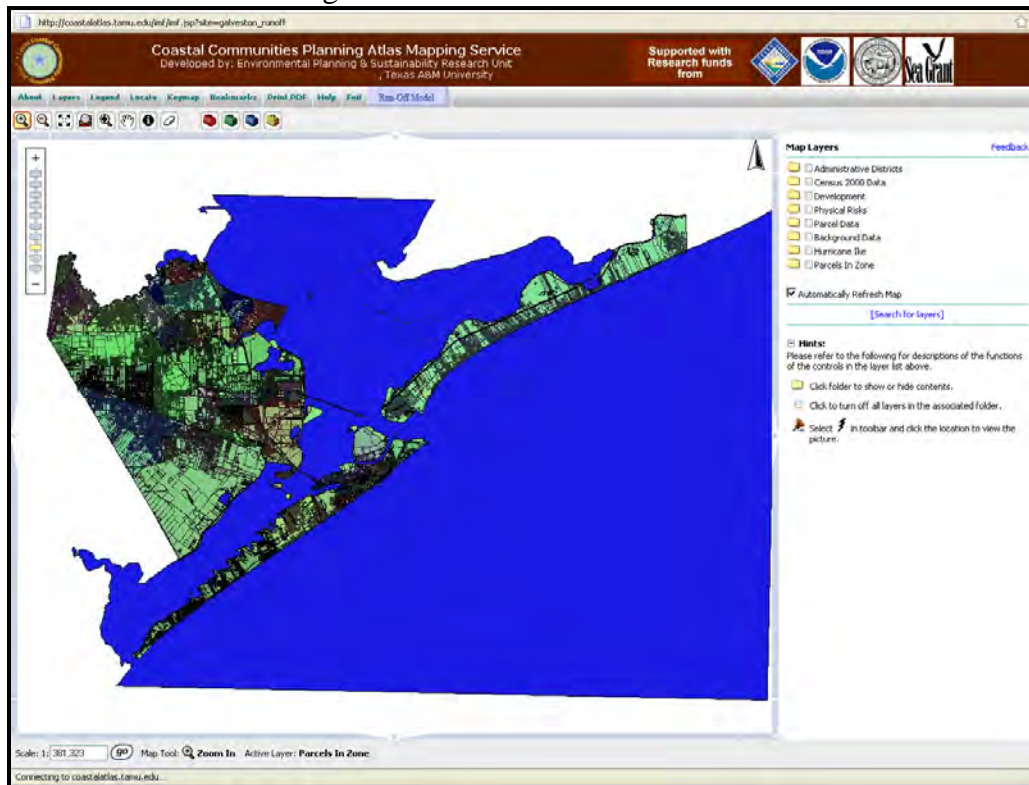 http://coastalatlas.tamu.edu/imf/imf.jsp?site=galveston_runoff
Coastal Communities Planning Atlas Mapping Service
Developed by: Environmental Planning & Sustainability Research Unit
, Texas A&M University
Supported with
Research funds
from
Sea Grant
About Layers Legend Locate Keymap Bookmarks Print PDF Help Exit Run-Off Model
Map Layers Feedback
Administrative Districts
Census 2000 Data
Development
Physical Risks
Parcel Data
Background Data
Hurricane Ike
Parcels In Zone
Automatically Refresh Map
[Search for layers]
Hints:
Please refer to the following for descriptions of the functions
of the controls in the layer list above.
Click folder to show or hide contents.
Click to turn off all layers in the associated folder.
Select in toolbar and click the location to view the
picture.
Scale: 1: 381,323 go Map Tool: Zoom In Active Layer: Parcels In Zone
Connecting to coastalatlas.tamu.edu...